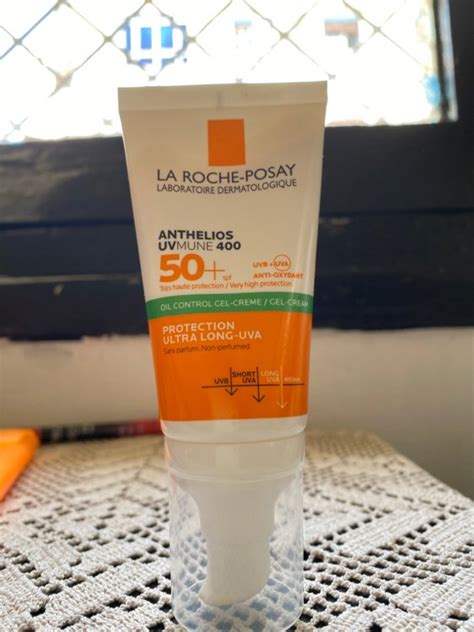 LA ROCHE-POSAY
LABORATOIRE DERMATOLOGIQUE
ANTHELIOS
UVMUNE 400
50+ spf
UVB + UVA
ANTI-OXYDANT
Très haute protection / Very high protection
OIL CONTROL GEL-CREME / GEL-CREAM
PROTECTION
ULTRA LONG-UVA
Sans parfum. Non-perfumed.
UVB
SHORT
UVA
LONG
UVA